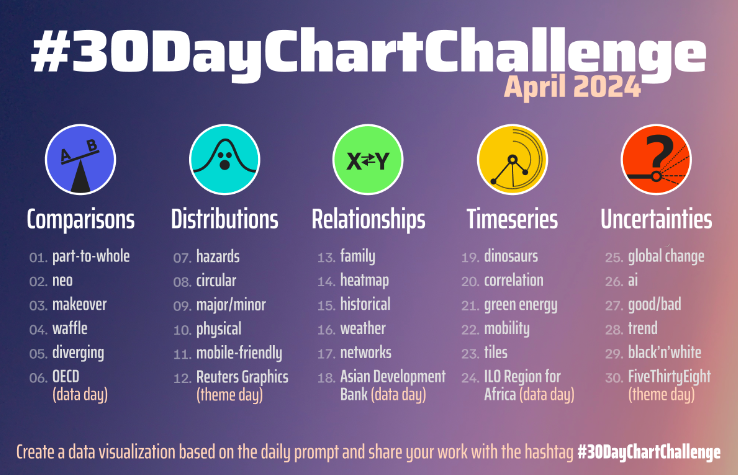 #30DayChartChallenge
April 2024
A B
X⇄Y
?
Comparisons
01. part-to-whole
02. neo
03. makeover
04. waffle
05. diverging
06. OECD
(data day)
Distributions
07. hazards
08. circular
09. major/minor
10. physical
11. mobile-friendly
12. Reuters Graphics
(theme day)
Relationships
13. family
14. heatmap
15. historical
16. weather
17. networks
18. Asian Development
Bank (data day)
Timeseries
19. dinosaurs
20. correlation
21. green energy
22. mobility
23. tiles
24. ILO Region for
Africa (data day)
Uncertainties
25. global change
26. ai
27. good/bad
28. trend
29. black'n'white
30. FiveThirtyEight
(theme day)
Create a data visualization based on the daily prompt and share your work with the hashtag #30DayChartChallenge